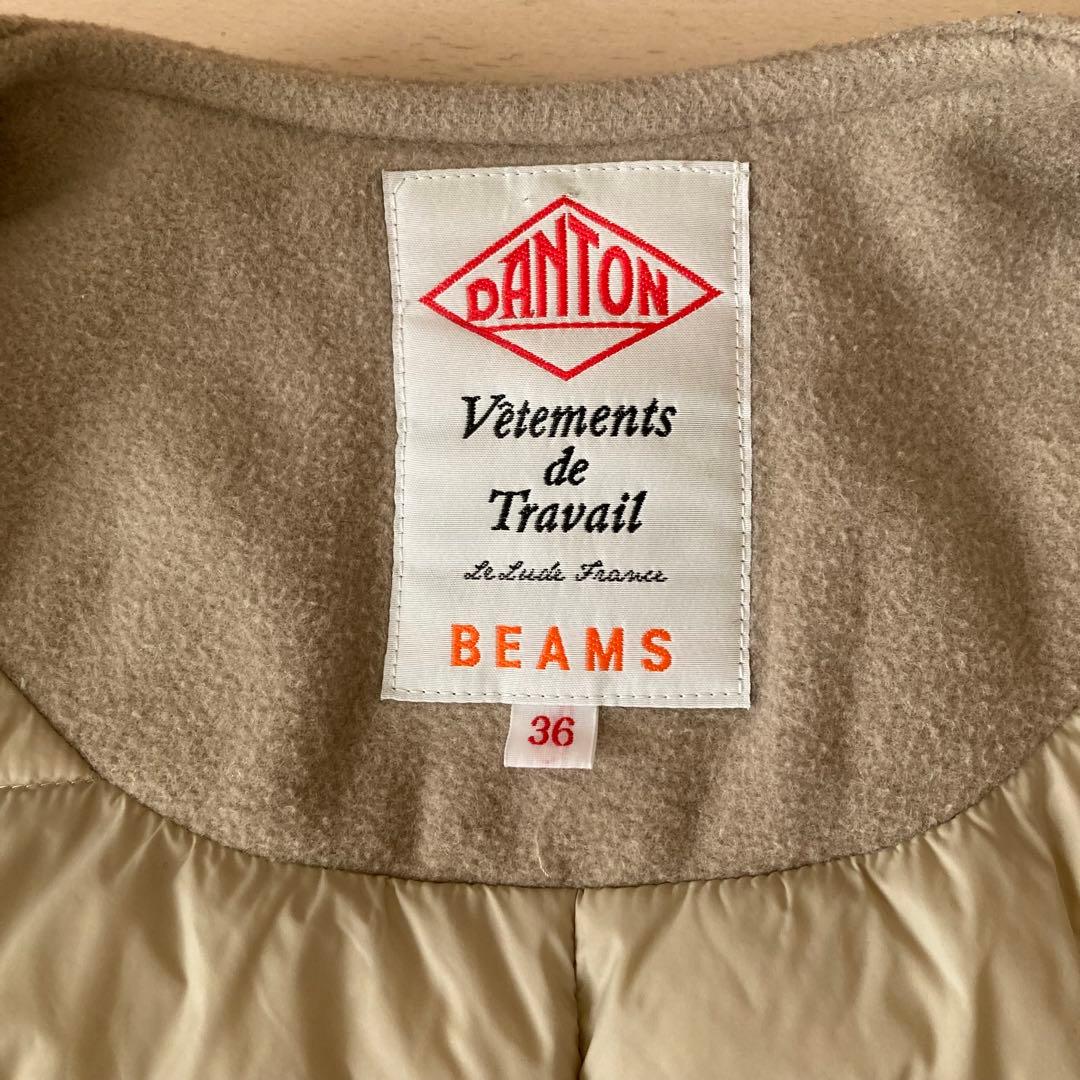 DANTON
Vêtements
de
Travail
Le Lude France
BEAMS
36